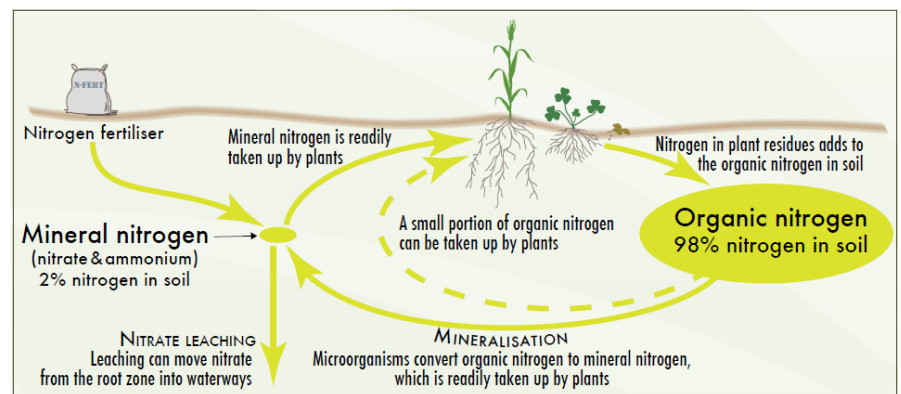 N-FERT
Nitrogen fertiliser
Mineral nitrogen is readily
taken up by plants
Nitrogen in plant residues adds to
the organic nitrogen in soil
Mineral nitrogen
(nitrate & ammonium)
2% nitrogen in soil
A small portion of organic nitrogen
can be taken up by plants
Organic nitrogen
98% nitrogen in soil
NITRATE LEACHING
Leaching can move nitrate
from the root zone into waterways
MINERALISATION
Microorganisms convert organic nitrogen to mineral nitrogen,
which is readily taken up by plants